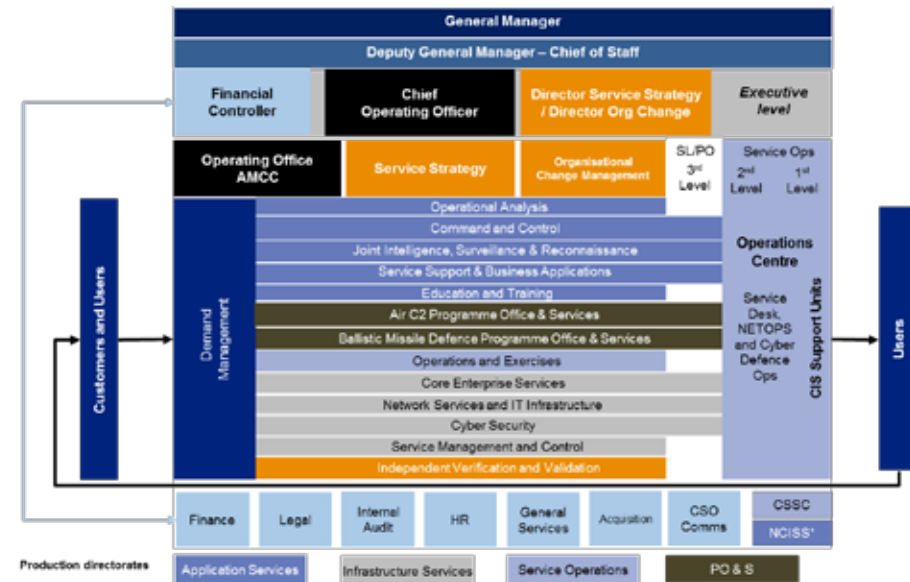 General Manager
Deputy General Manager – Chief of Staff
Financial
Controller
Chief
Operating Officer
Director Service Strategy
/ Director Org Change
Executive
level
Operating Office
AMCC
Service Strategy
Organisational
Change Management
SL/PO
3rd
Level
Service Ops
2nd
Level
1st
Level
Customers and Users
Demand
Management
Operational Analysis
Command and Control
Joint Intelligence, Surveillance & Reconnaissance
Service Support & Business Applications
Education and Training
Air C2 Programme Office & Services
Ballistic Missile Defence Programme Office & Services
Operations and Exercises
Core Enterprise Services
Network Services and IT Infrastructure
Cyber Security
Service Management and Control
Independent Verification and Validation
Operations
Centre
Service
Desk,
NETOPS
and Cyber
Defence
Ops
CIS Support Units
Users
Finance
Legal
Internal
Audit
HR
General
Services
Acquisition
CSO
Comms
CSSC
NCISS*
Production directorates
Application Services
Infrastructure Services
Service Operations
PO & S